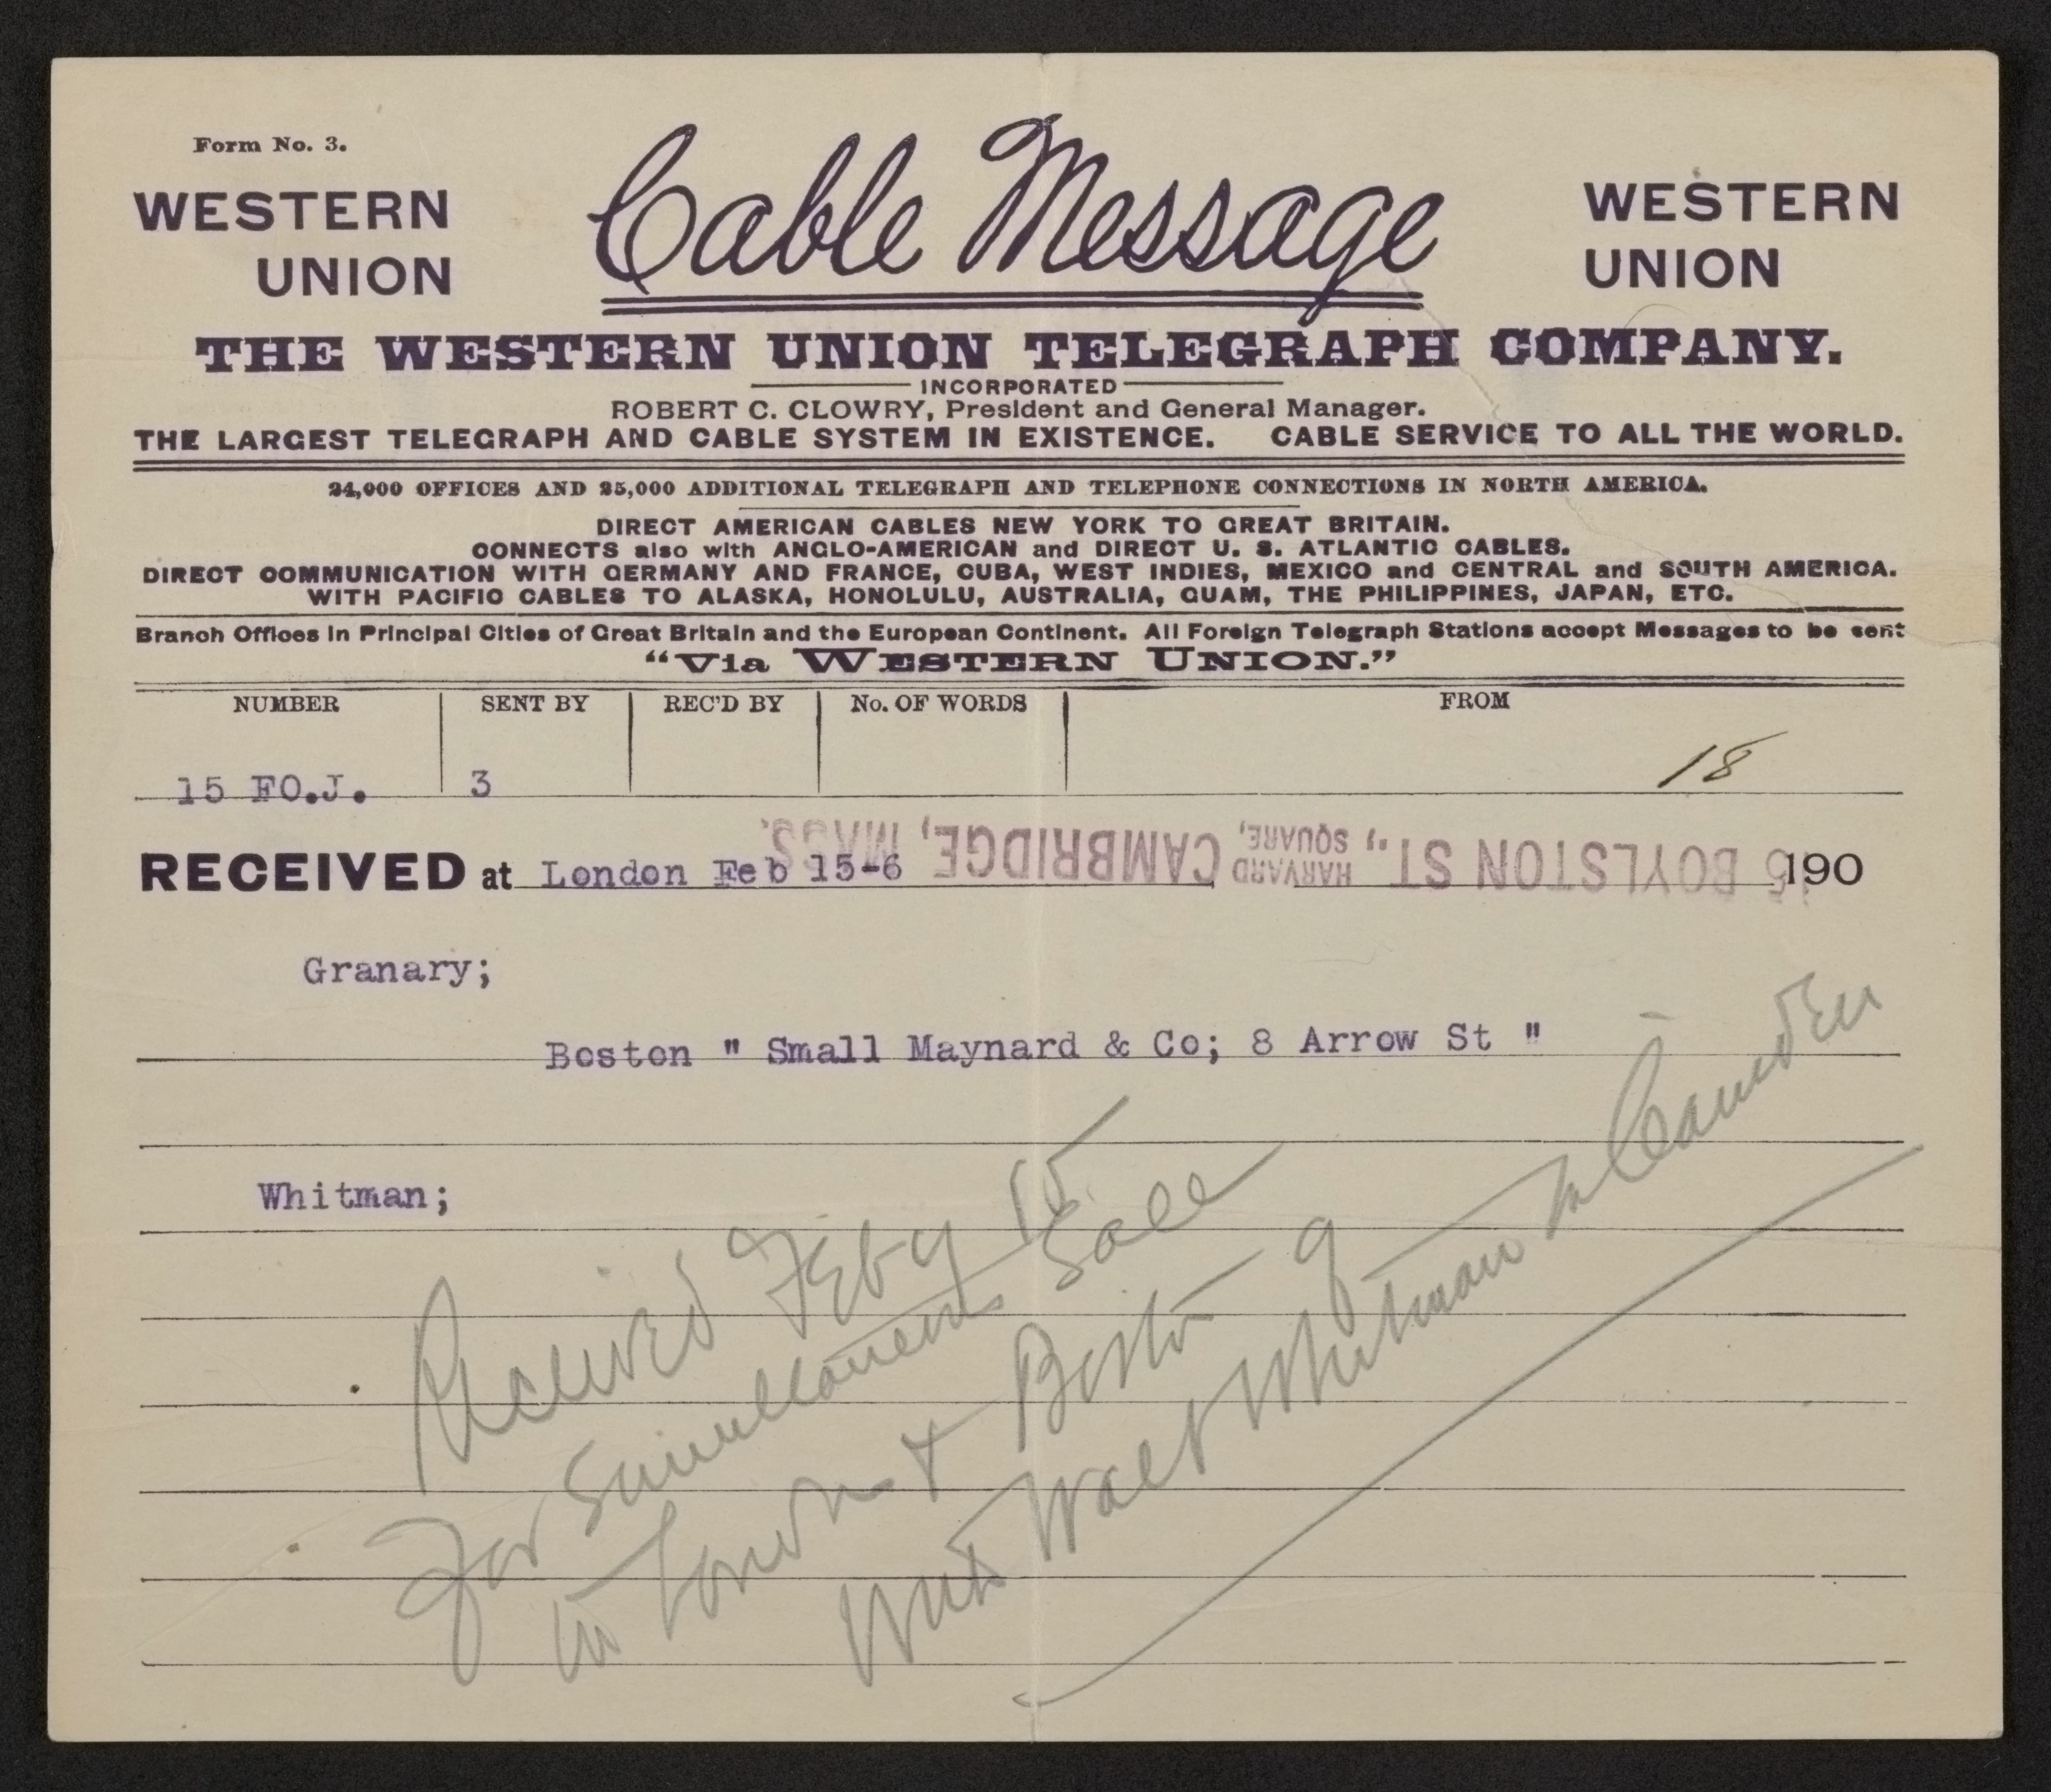 Form No. 3.
WESTERN UNION
Cable Message
WESTERN UNION
THE WESTERN UNION TELEGRAPH COMPANY.
INCORPORATED
ROBERT C. CLOWRY, President and General Manager.
THE LARGEST TELEGRAPH AND CABLE SYSTEM IN EXISTENCE. CABLE SERVICE TO ALL THE WORLD.
24,000 OFFICES AND 25,000 ADDITIONAL TELEGRAPH AND TELEPHONE CONNECTIONS IN NORTH AMERICA.
DIRECT AMERICAN CABLES NEW YORK TO GREAT BRITAIN.
CONNECTS also with ANGLO-AMERICAN and DIRECT U. S. ATLANTIC CABLES.
DIRECT COMMUNICATION WITH GERMANY AND FRANCE, CUBA, WEST INDIES, MEXICO and CENTRAL and SOUTH AMERICA.
WITH PACIFIC CABLES TO ALASKA, HONOLULU, AUSTRALIA, GUAM, THE PHILIPPINES, JAPAN, ETC.
Branch Offices in Principal Cities of Great Britain and the European Continent. All Foreign Telegraph Stations accept Messages to be sent
"Via WESTERN UNION."
NUMBER SENT BY REC'D BY No. OF WORDS FROM
15 FO.J. 3 18
15 BOYLSTON ST., HARVARD SQUARE, CAMBRIDGE, MASS.
RECEIVED at London Feb 15-6 190
Granary;
Boston " Small Maynard & Co; 8 Arrow St "
Whitman;
Received Feby 15
for Simultaneous Sale
in London & Boston of
With Walt Whitman in Camden